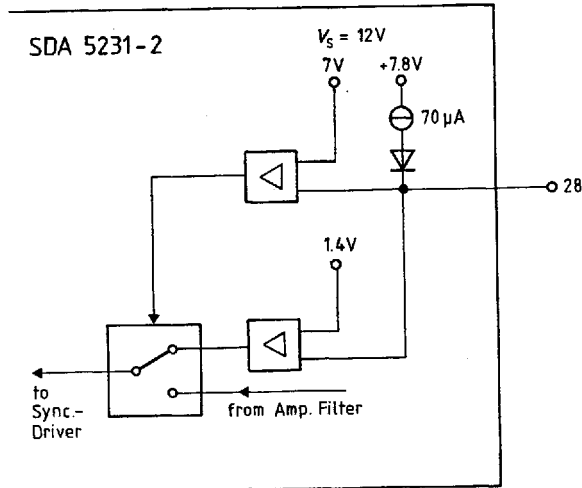 SDA 5231-2
V_S = 12V
7V
+7.8V
70 µA
28
1.4V
to
Sync.-
Driver
from Amp. Filter